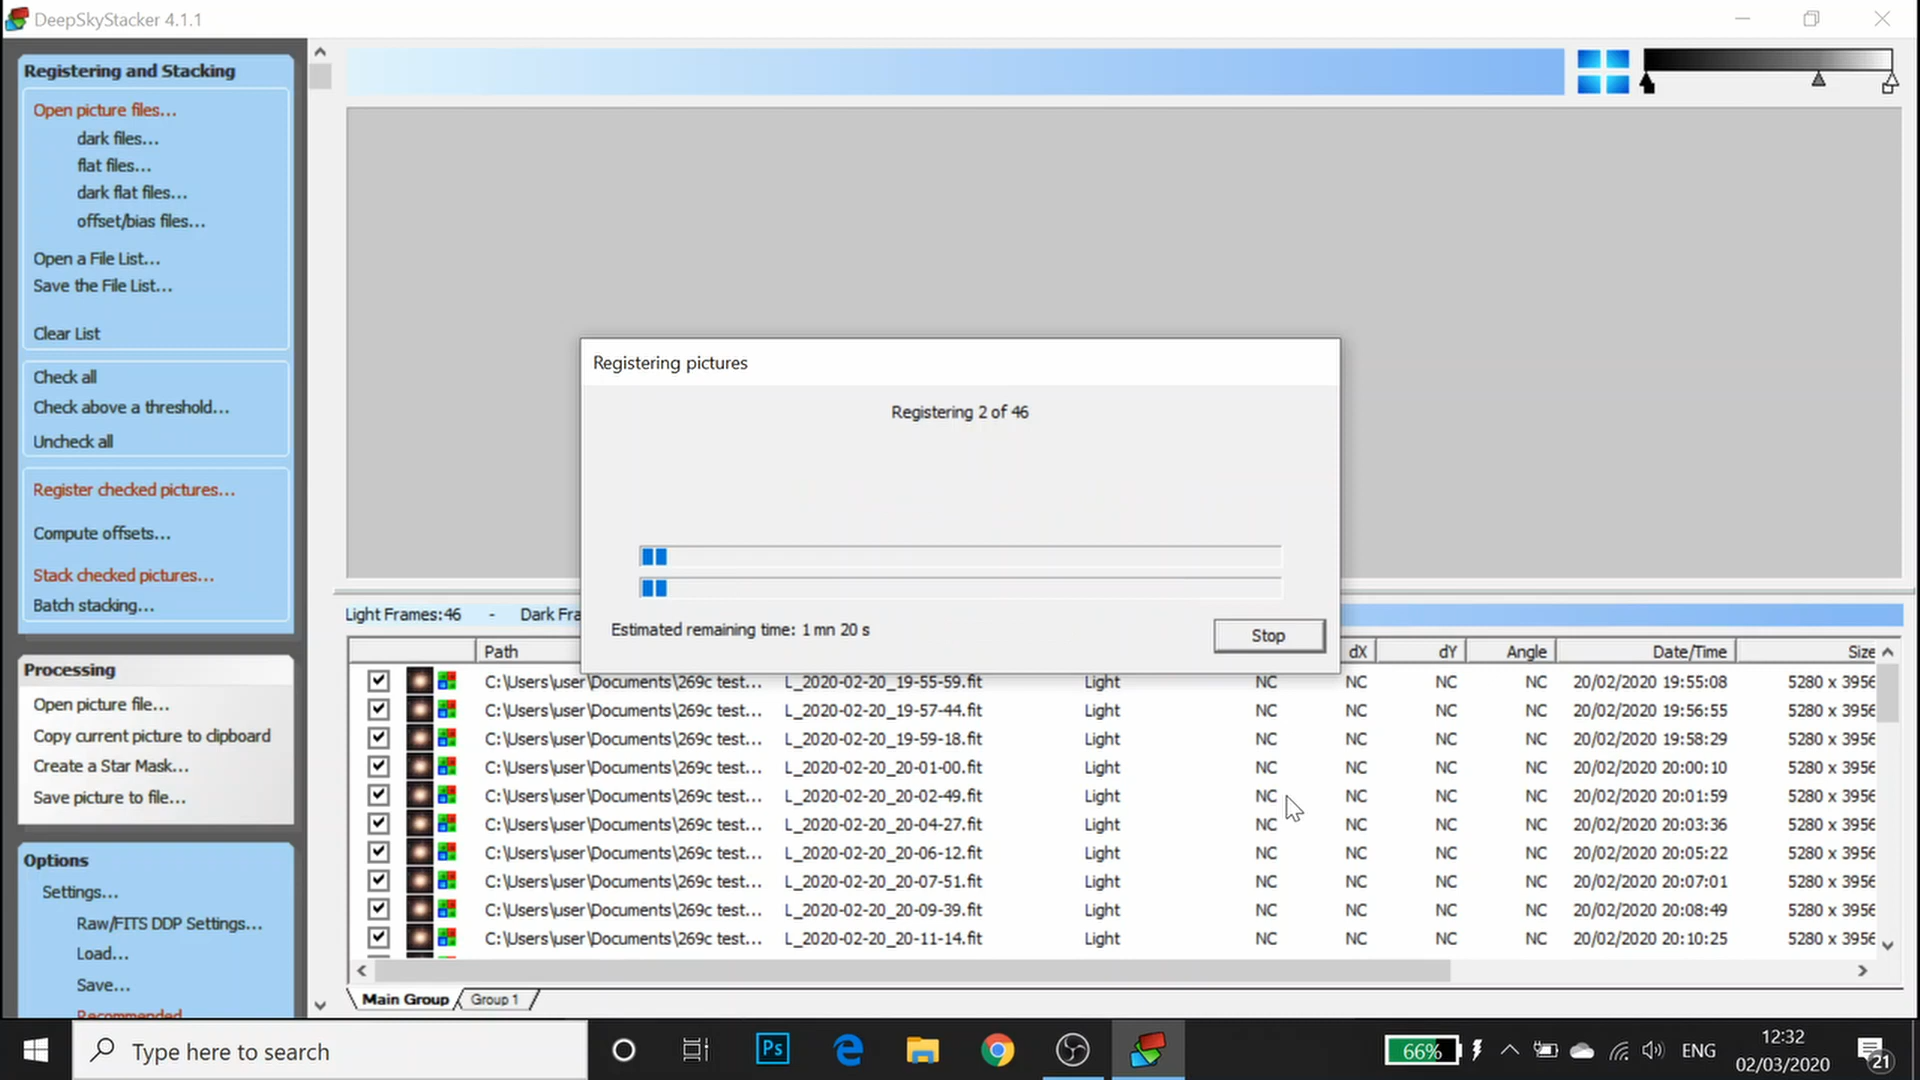 DeepSkyStacker 4.1.1
Registering and Stacking
Open picture files...
dark files...
flat files...
dark flat files...
offset/bias files...
Open a File List...
Save the File List...
Clear List
Check all
Check above a threshold...
Uncheck all
Register checked pictures...
Compute offsets...
Stack checked pictures...
Batch stacking...
Processing
Open picture file...
Copy current picture to clipboard
Create a Star Mask...
Save picture to file...
Options
Settings...
Raw/FITS DDP Settings...
Load...
Save...
Recommended
Registering pictures
Registering 2 of 46
Estimated remaining time: 1 mn 20 s
Stop
Light Frames:46 - Dark Fra
Path dX dY Angle Date/Time Size
C:\Users\user\Documents\269c test... L_2020-02-20_19-55-59.fit Light NC NC NC NC 20/02/2020 19:55:08 5280 x 3956
C:\Users\user\Documents\269c test... L_2020-02-20_19-57-44.fit Light NC NC NC NC 20/02/2020 19:56:55 5280 x 3956
C:\Users\user\Documents\269c test... L_2020-02-20_19-59-18.fit Light NC NC NC NC 20/02/2020 19:58:29 5280 x 3956
C:\Users\user\Documents\269c test... L_2020-02-20_20-01-00.fit Light NC NC NC NC 20/02/2020 20:00:10 5280 x 3956
C:\Users\user\Documents\269c test... L_2020-02-20_20-02-49.fit Light NC NC NC NC 20/02/2020 20:01:59 5280 x 3956
C:\Users\user\Documents\269c test... L_2020-02-20_20-04-27.fit Light NC NC NC NC 20/02/2020 20:03:36 5280 x 3956
C:\Users\user\Documents\269c test... L_2020-02-20_20-06-12.fit Light NC NC NC NC 20/02/2020 20:05:22 5280 x 3956
C:\Users\user\Documents\269c test... L_2020-02-20_20-07-51.fit Light NC NC NC NC 20/02/2020 20:07:01 5280 x 3956
C:\Users\user\Documents\269c test... L_2020-02-20_20-09-39.fit Light NC NC NC NC 20/02/2020 20:08:49 5280 x 3956
C:\Users\user\Documents\269c test... L_2020-02-20_20-11-14.fit Light NC NC NC NC 20/02/2020 20:10:25 5280 x 3956
Main Group Group 1
Type here to search
Ps
66%
ENG
12:32
02/03/2020
21